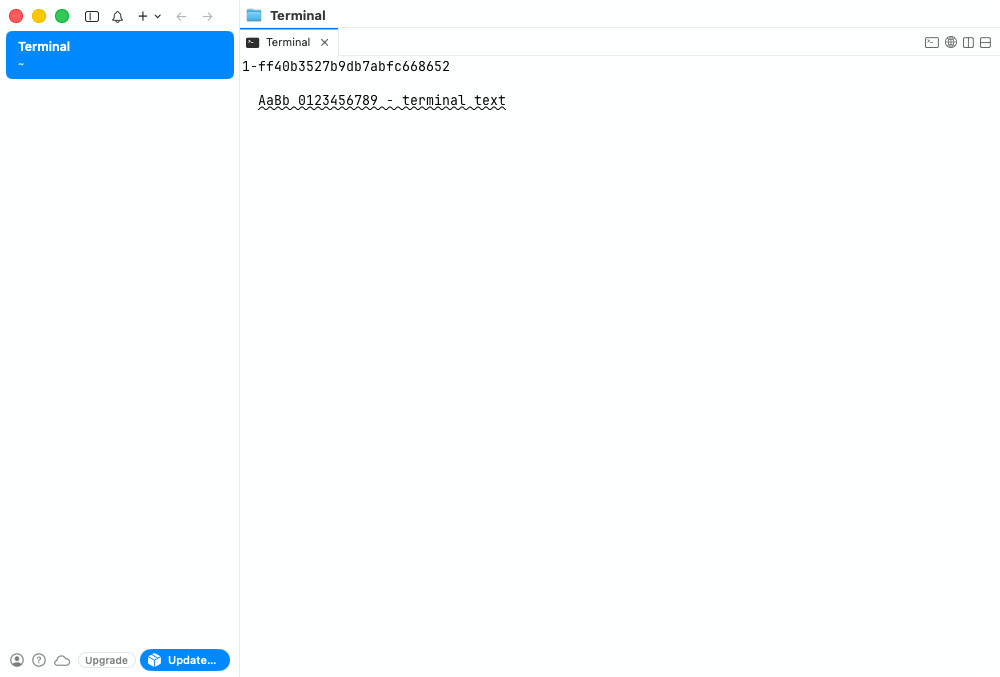 Terminal
Terminal
~
Terminal
1-ff40b3527b9db7abfc668652
AaBb 0123456789 - terminal text
Upgrade
Update...